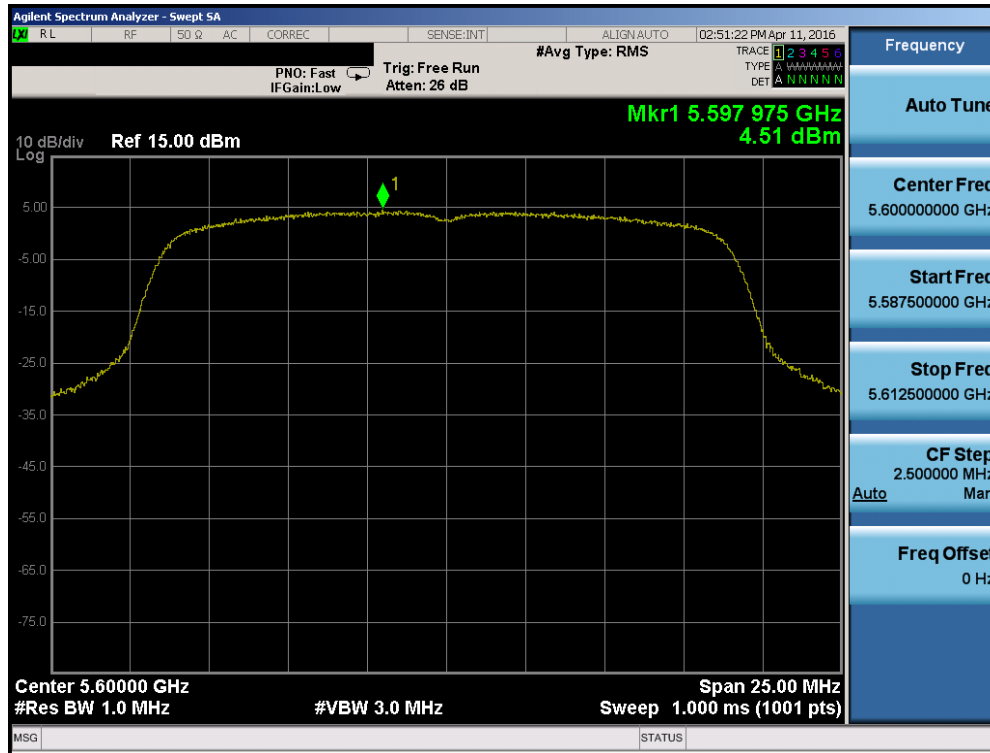 Agilent Spectrum Analyzer - Swept SA
LXI RL RF 50 Ω AC CORREC SENSE:INT ALIGN AUTO 02:51:22 PM Apr 11, 2016
#Avg Type: RMS
TRACE 1 2 3 4 5 6
TYPE A WWWWW
DET A N N N N N
PNO: Fast
IFGain:Low
Trig: Free Run
Atten: 26 dB
Mkr1 5.597 975 GHz
4.51 dBm
10 dB/div Ref 15.00 dBm
Log
1
5.00
-5.00
-15.0
-25.0
-35.0
-45.0
-55.0
-65.0
-75.0
Center 5.60000 GHz Span 25.00 MHz
#Res BW 1.0 MHz #VBW 3.0 MHz Sweep 1.000 ms (1001 pts)
MSG STATUS
Frequency
Auto Tune
Center Freq
5.600000000 GHz
Start Freq
5.587500000 GHz
Stop Freq
5.612500000 GHz
CF Step
2.500000 MHz
Auto Man
Freq Offset
0 Hz